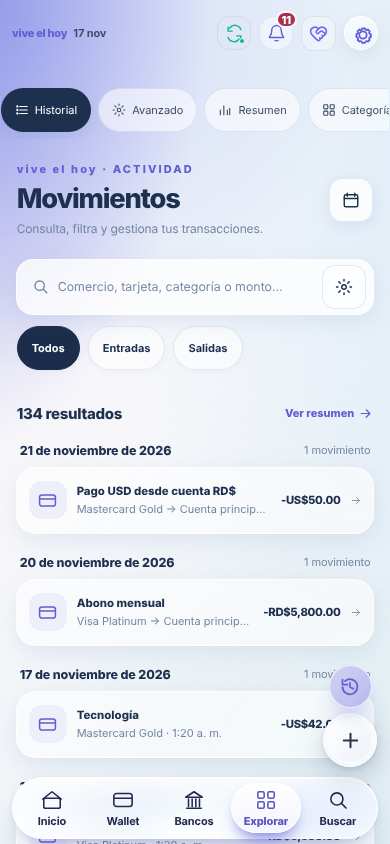 vive el hoy 17 nov
11
Historial
Avanzado
Resumen
Categoría
vive el hoy · ACTIVIDAD
Movimientos
Consulta, filtra y gestiona tus transacciones.
Comercio, tarjeta, categoría o monto...
Todos
Entradas
Salidas
134 resultados
Ver resumen →
21 de noviembre de 2026
1 movimiento
Pago USD desde cuenta RD$
-US$50.00 →
Mastercard Gold → Cuenta princip...
20 de noviembre de 2026
1 movimiento
Abono mensual
-RD$5,800.00 →
Visa Platinum → Cuenta princip...
17 de noviembre de 2026
1
Tecnología
-US$42.
Mastercard Gold · 1:20 a. m.
Inicio
Wallet
Bancos
Explorar
Buscar